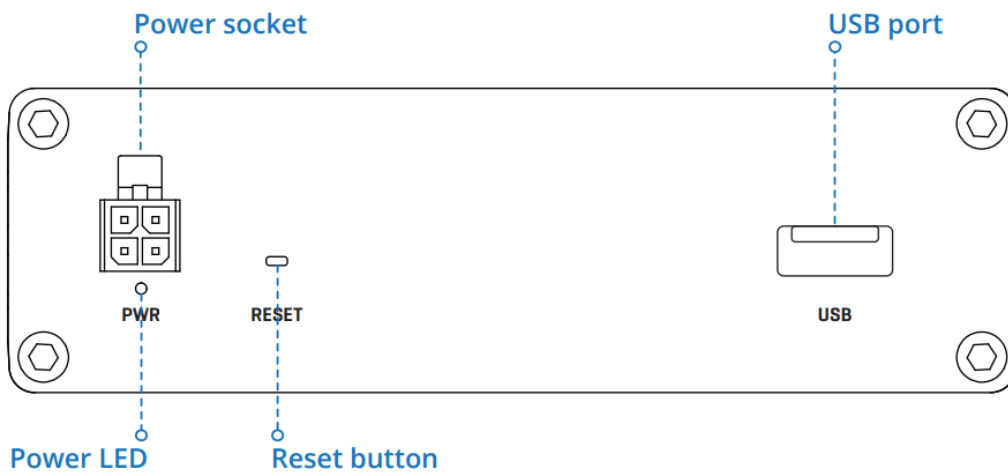 Power socket
USB port
PWR
RESET
USB
Power LED
Reset button